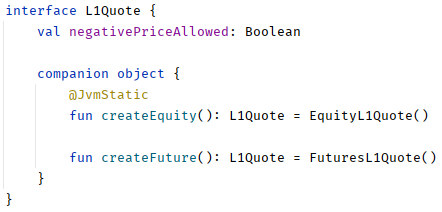 interface L1Quote {
    val negativePriceAllowed: Boolean

    companion object {
        @JvmStatic
        fun createEquity(): L1Quote = EquityL1Quote()

        fun createFuture(): L1Quote = FuturesL1Quote()
    }
}